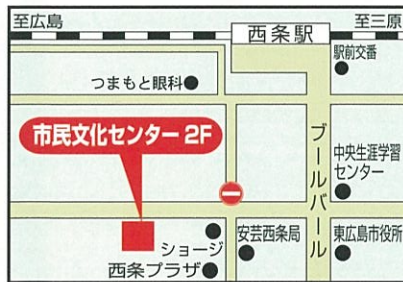 至広島
至三原
西条駅
駅前交番
つまもと眼科
市民文化センター 2F
ブールバール
中央生涯学習
センター
ショージ
西条プラザ
安芸西条局
東広島市役所